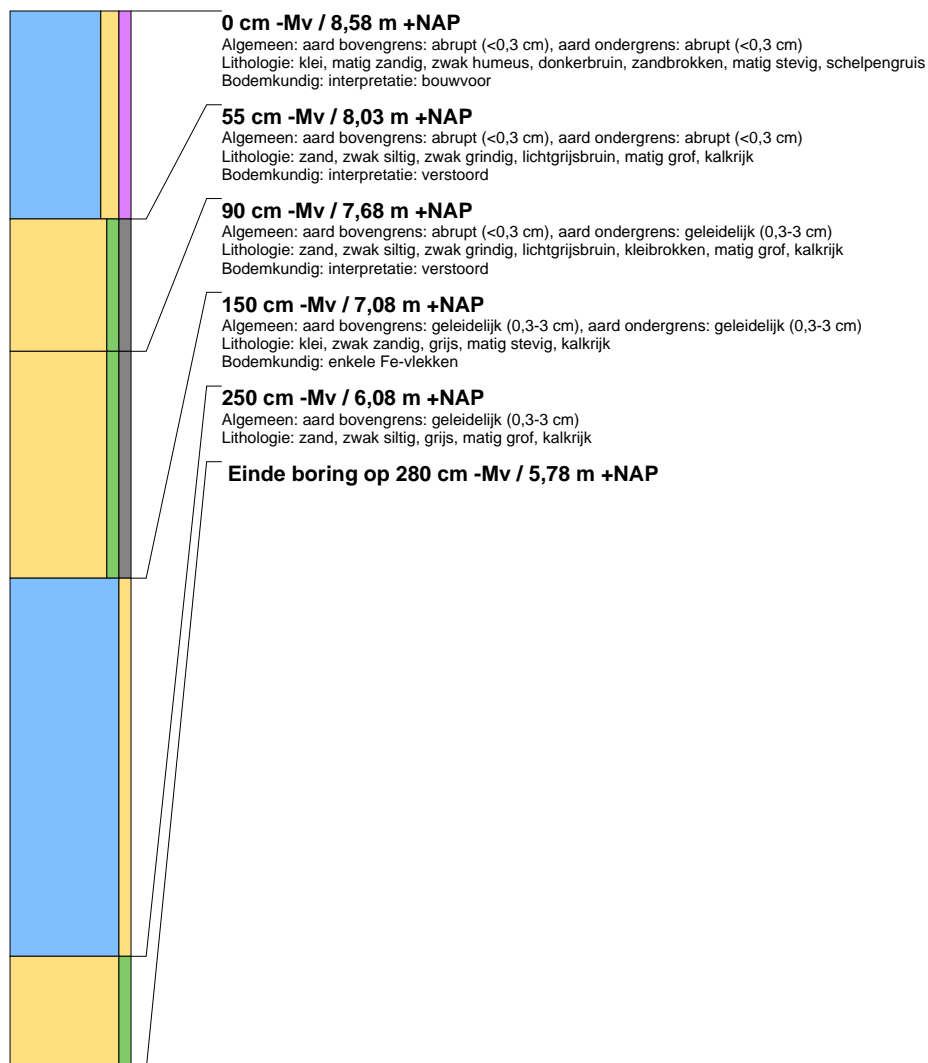 0 cm -Mv / 8,58 m +NAP
Algemeen: aard bovengrens: abrupt (<0,3 cm), aard ondergrens: abrupt (<0,3 cm)
Lithologie: klei, matig zandig, zwak humeus, donkerbruin, zandbrokken, matig stevig, schelpengruis
Bodemkundig: interpretatie: bouwvoor
55 cm -Mv / 8,03 m +NAP
Algemeen: aard bovengrens: abrupt (<0,3 cm), aard ondergrens: abrupt (<0,3 cm)
Lithologie: zand, zwak siltig, zwak grindig, lichtgrijsbruin, matig grof, kalkrijk
Bodemkundig: interpretatie: verstoord
90 cm -Mv / 7,68 m +NAP
Algemeen: aard bovengrens: abrupt (<0,3 cm), aard ondergrens: geleidelijk (0,3-3 cm)
Lithologie: zand, zwak siltig, zwak grindig, lichtgrijsbruin, kleibrokken, matig grof, kalkrijk
Bodemkundig: interpretatie: verstoord
150 cm -Mv / 7,08 m +NAP
Algemeen: aard bovengrens: geleidelijk (0,3-3 cm), aard ondergrens: geleidelijk (0,3-3 cm)
Lithologie: klei, zwak zandig, grijs, matig stevig, kalkrijk
Bodemkundig: enkele Fe-vlekken
250 cm -Mv / 6,08 m +NAP
Algemeen: aard bovengrens: geleidelijk (0,3-3 cm)
Lithologie: zand, zwak siltig, grijs, matig grof, kalkrijk
Einde boring op 280 cm -Mv / 5,78 m +NAP